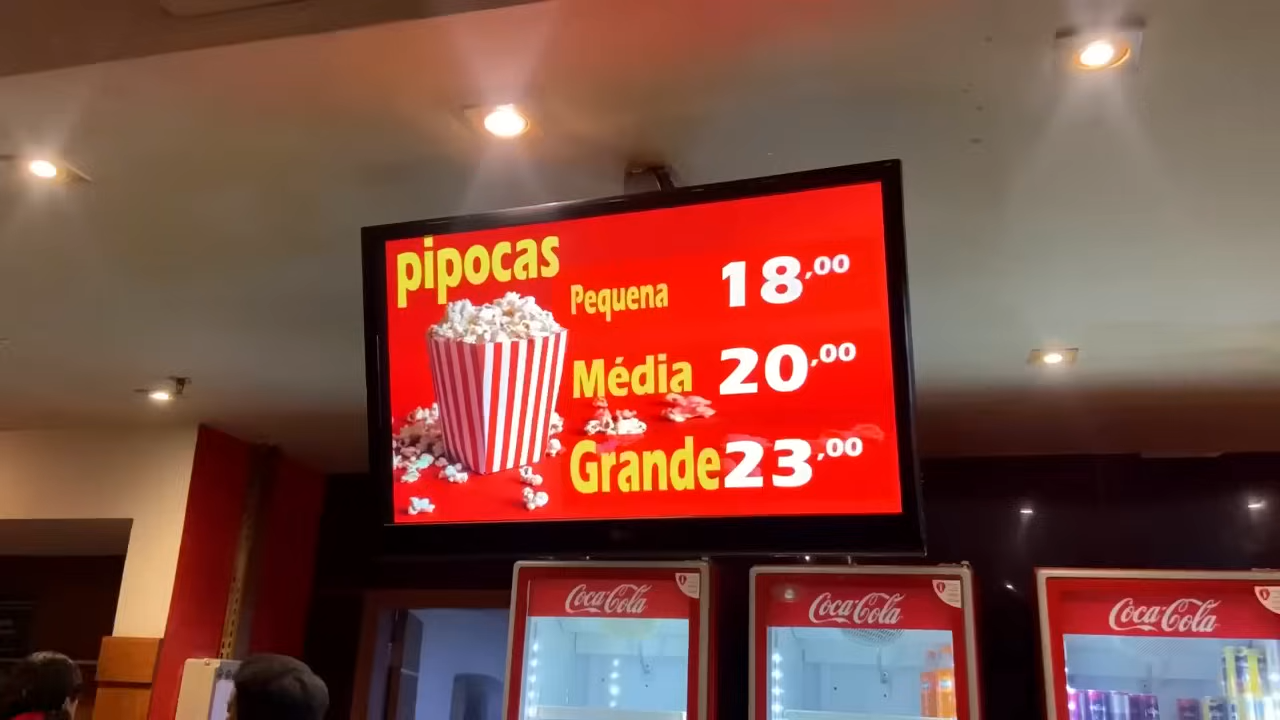 pipocas
Pequena 18,00
Média 20,00
Grande 23,00
Coca-Cola
Coca-Cola
Coca-Cola